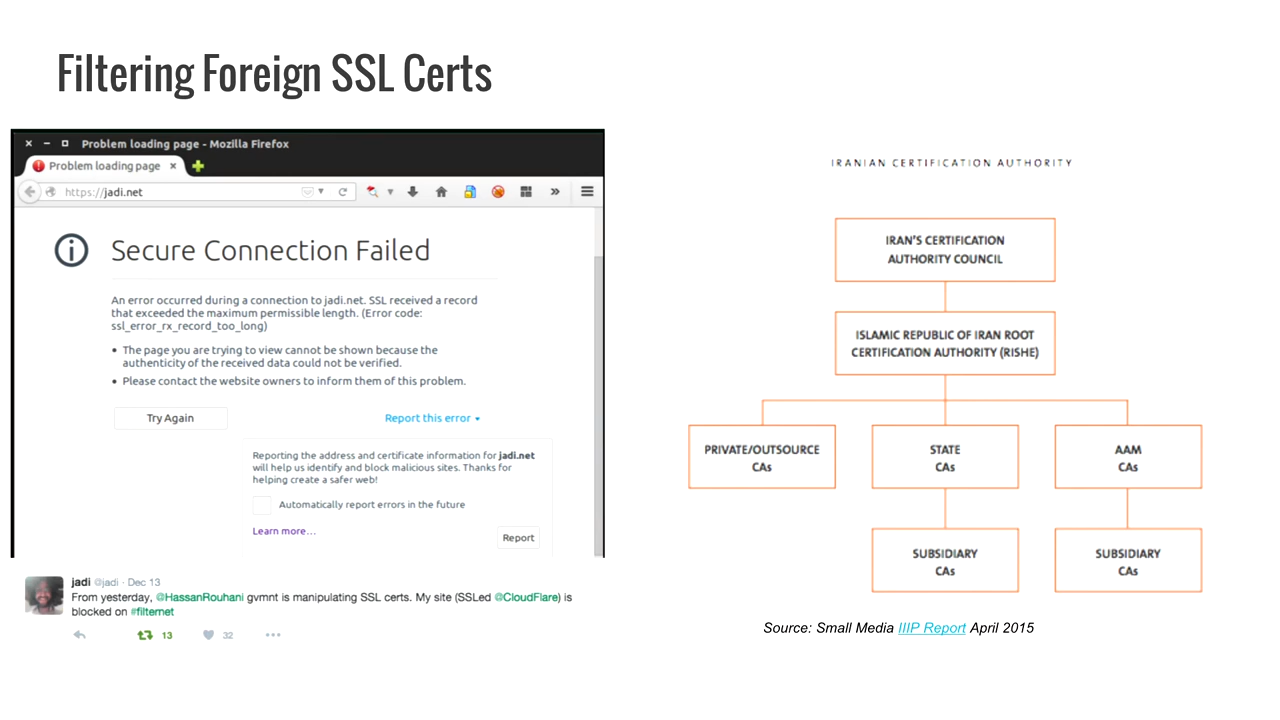 Filtering Foreign SSL Certs
Problem loading page - Mozilla Firefox
Problem loading page
https://jadi.net
Secure Connection Failed
An error occurred during a connection to jadi.net. SSL received a record
that exceeded the maximum permissible length. (Error code:
ssl_error_rx_record_too_long)
• The page you are trying to view cannot be shown because the
authenticity of the received data could not be verified.
• Please contact the website owners to inform them of this problem.
Try Again
Report this error
Reporting the address and certificate information for jadi.net
will help us identify and block malicious sites. Thanks for
helping create a safer web!
Automatically report errors in the future
Learn more...
Report
jadi @jadi · Dec 13
From yesterday, @HassanRouhani gvmnt is manipulating SSL certs. My site (SSLed @CloudFlare) is
blocked on #filternet
13
32
IRANIAN CERTIFICATION AUTHORITY
IRAN'S CERTIFICATION
AUTHORITY COUNCIL
ISLAMIC REPUBLIC OF IRAN ROOT
CERTIFICATION AUTHORITY (RISHE)
PRIVATE/OUTSOURCE
CAs
STATE
CAs
AAM
CAs
SUBSIDIARY
CAs
SUBSIDIARY
CAs
Source: Small Media IIIP Report April 2015